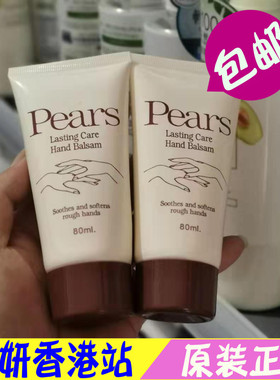 包邮
Pears
Lasting Care
Hand Balsam
Soothes and softens
rough hands
80ml.
Pears
Lasting Care
Hand Balsam
Soothes and softens
rough hands
80ml.
妍香港站
原装正